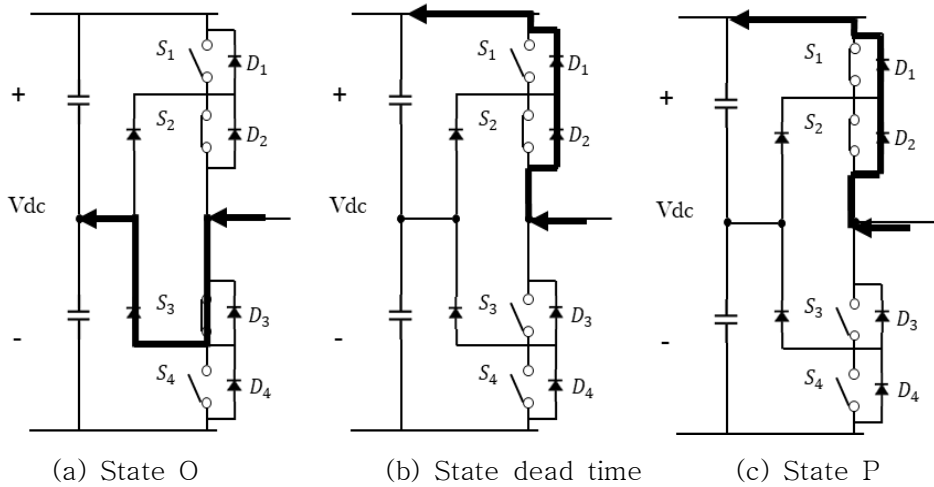 S1
D1
+
S2
D2
Vdc
S3
D3
-
S4
D4
(a) State O
S1
D1
+
S2
D2
Vdc
S3
D3
-
S4
D4
(b) State dead time
S1
D1
+
S2
D2
Vdc
S3
D3
-
S4
D4
(c) State P